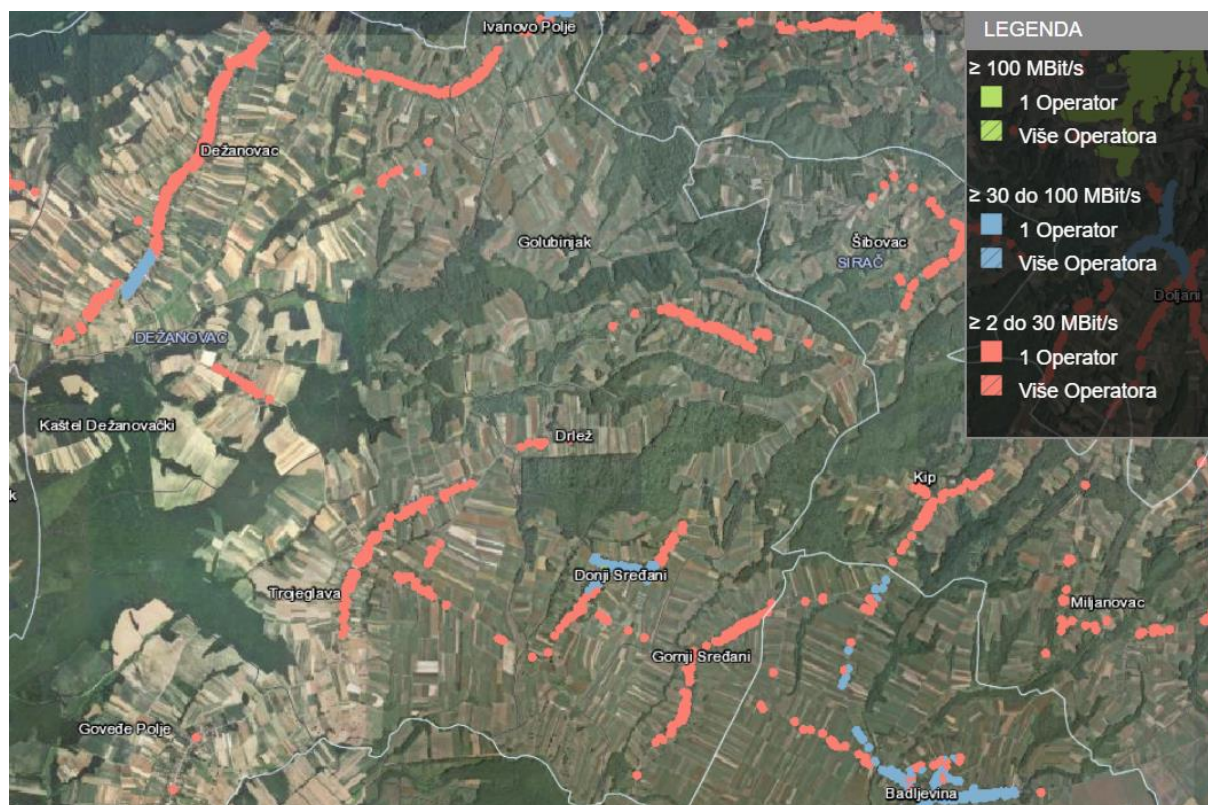 Ivanovo Polje
LEGENDA
≥ 100 MBit/s
1 Operator
Više Operatora
≥ 30 do 100 MBit/s
1 Operator
Više Operatora
≥ 2 do 30 MBit/s
1 Operator
Više Operatora
Dežanovac
Golubinjak
Šibovac
SIRAČ
Doljani
DEŽANOVAC
Kaštel Dežanovački
Drlež
Kip
k
Donji Sređani
Trojeglava
Miljanovac
Gornji Sređani
Goveđe Polje
Badljevina